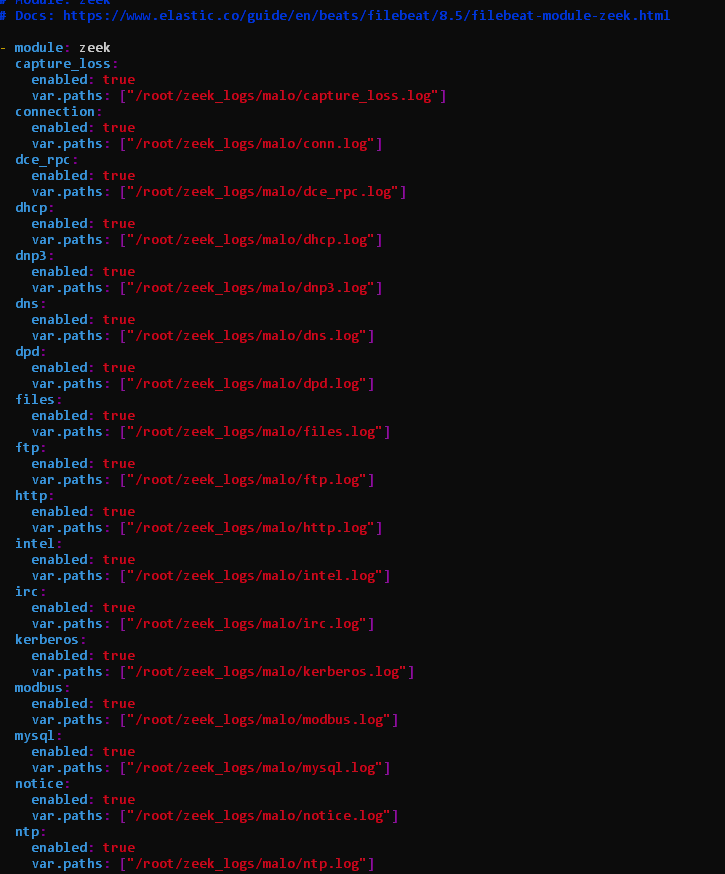 # Module: zeek
# Docs: https://www.elastic.co/guide/en/beats/filebeat/8.5/filebeat-module-zeek.html

- module: zeek
  capture_loss:
    enabled: true
    var.paths: ["/root/zeek_logs/malo/capture_loss.log"]
  connection:
    enabled: true
    var.paths: ["/root/zeek_logs/malo/conn.log"]
  dce_rpc:
    enabled: true
    var.paths: ["/root/zeek_logs/malo/dce_rpc.log"]
  dhcp:
    enabled: true
    var.paths: ["/root/zeek_logs/malo/dhcp.log"]
  dnp3:
    enabled: true
    var.paths: ["/root/zeek_logs/malo/dnp3.log"]
  dns:
    enabled: true
    var.paths: ["/root/zeek_logs/malo/dns.log"]
  dpd:
    enabled: true
    var.paths: ["/root/zeek_logs/malo/dpd.log"]
  files:
    enabled: true
    var.paths: ["/root/zeek_logs/malo/files.log"]
  ftp:
    enabled: true
    var.paths: ["/root/zeek_logs/malo/ftp.log"]
  http:
    enabled: true
    var.paths: ["/root/zeek_logs/malo/http.log"]
  intel:
    enabled: true
    var.paths: ["/root/zeek_logs/malo/intel.log"]
  irc:
    enabled: true
    var.paths: ["/root/zeek_logs/malo/irc.log"]
  kerberos:
    enabled: true
    var.paths: ["/root/zeek_logs/malo/kerberos.log"]
  modbus:
    enabled: true
    var.paths: ["/root/zeek_logs/malo/modbus.log"]
  mysql:
    enabled: true
    var.paths: ["/root/zeek_logs/malo/mysql.log"]
  notice:
    enabled: true
    var.paths: ["/root/zeek_logs/malo/notice.log"]
  ntp:
    enabled: true
    var.paths: ["/root/zeek_logs/malo/ntp.log"]